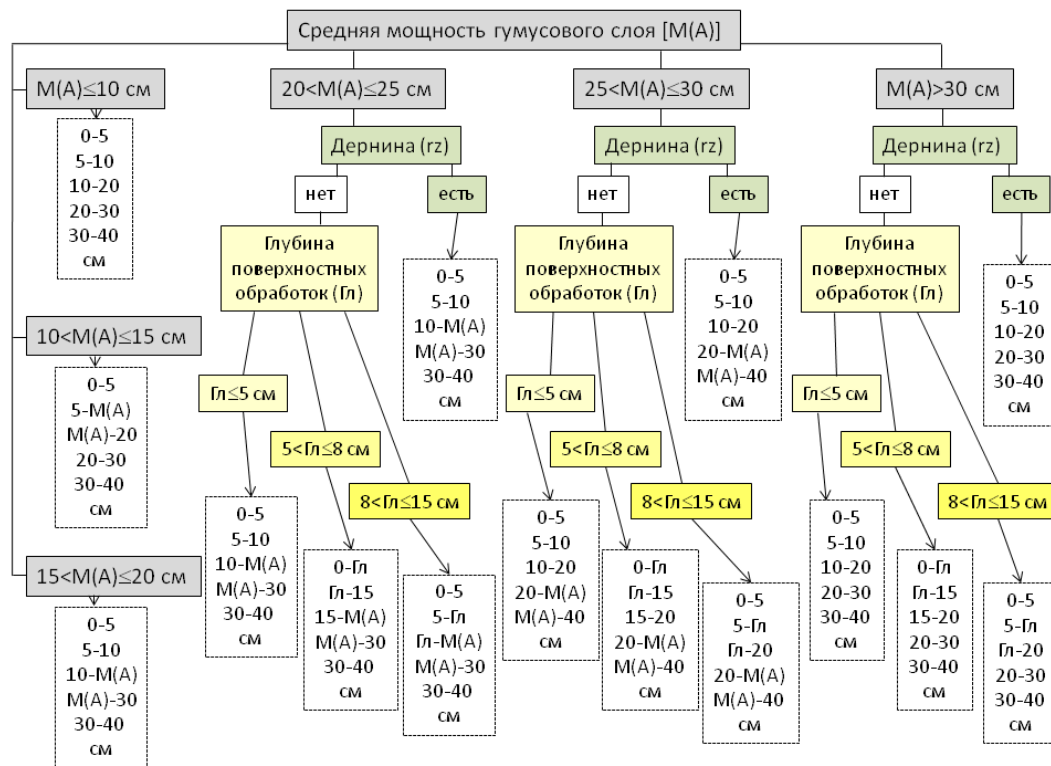 Средняя мощность гумусового слоя [М(А)]
М(А)≤10 см
0-5
5-10
10-20
20-30
30-40
см
10<М(А)≤15 см
0-5
5-М(А)
М(А)-20
20-30
30-40
см
15<М(А)≤20 см
0-5
5-10
10-М(А)
М(А)-30
30-40
см
20<М(А)≤25 см
Дернина (rz)
нет
есть
Глубина
поверхностных
обработок (Гл)
0-5
5-10
10-М(А)
М(А)-30
30-40
см
Гл≤5 см
5<Гл≤8 см
8<Гл≤15 см
0-5
5-10
10-М(А)
М(А)-30
30-40
см
0-Гл
Гл-15
15-М(А)
М(А)-30
30-40
см
0-5
5-Гл
Гл-М(А)
М(А)-30
30-40
см
25<М(А)≤30 см
Дернина (rz)
нет
есть
Глубина
поверхностных
обработок (Гл)
0-5
5-10
10-20
20-М(А)
М(А)-40
см
Гл≤5 см
5<Гл≤8 см
8<Гл≤15 см
0-5
5-10
10-20
20-М(А)
М(А)-40
см
0-Гл
Гл-15
15-20
20-М(А)
М(А)-40
см
0-5
5-Гл
Гл-20
20-М(А)
М(А)-40
см
М(А)>30 см
Дернина (rz)
нет
есть
Глубина
поверхностных
обработок (Гл)
0-5
5-10
10-20
20-30
30-40
см
Гл≤5 см
5<Гл≤8 см
8<Гл≤15 см
0-5
5-10
10-20
20-30
30-40
см
0-Гл
Гл-15
15-20
20-30
30-40
см
0-5
5-Гл
Гл-20
20-30
30-40
см